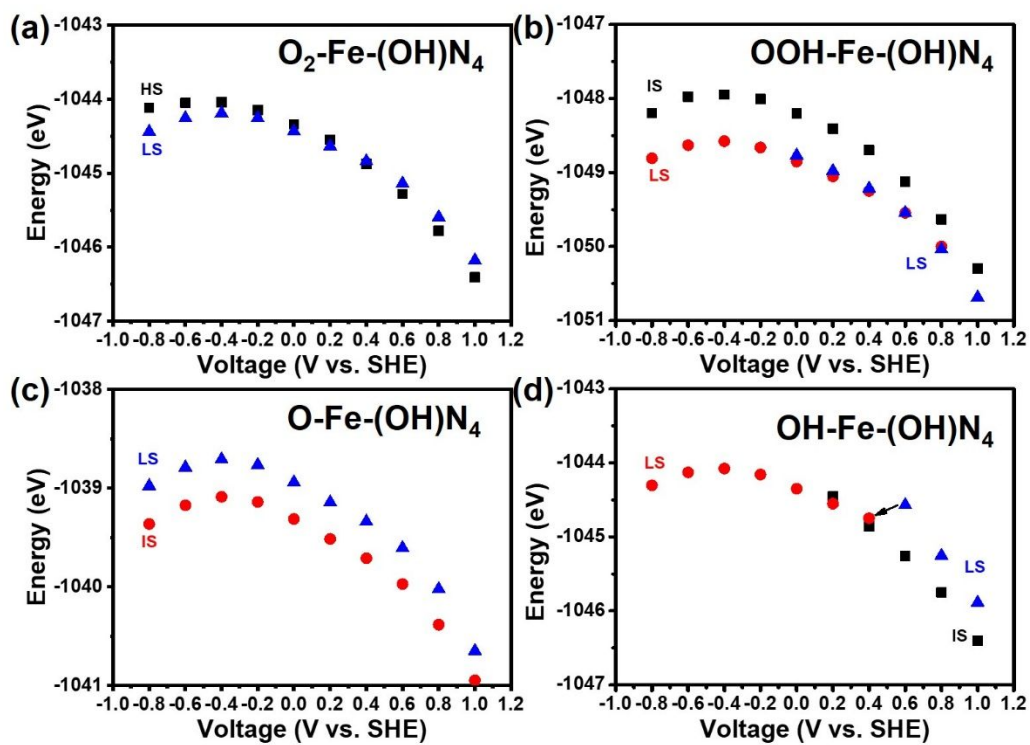 (a)
O₂-Fe-(OH)N₄
HS
LS
Energy (eV)
-1043
-1044
-1045
-1046
-1047
-1.0 -0.8 -0.6 -0.4 -0.2 0.0 0.2 0.4 0.6 0.8 1.0 1.2
Voltage (V vs. SHE)
(b)
OOH-Fe-(OH)N₄
IS
LS
LS
Energy (eV)
-1047
-1048
-1049
-1050
-1051
-1.0 -0.8 -0.6 -0.4 -0.2 0.0 0.2 0.4 0.6 0.8 1.0 1.2
Voltage (V vs. SHE)
(c)
O-Fe-(OH)N₄
LS
IS
Energy (eV)
-1038
-1039
-1040
-1041
-1.0 -0.8 -0.6 -0.4 -0.2 0.0 0.2 0.4 0.6 0.8 1.0 1.2
Voltage (V vs. SHE)
(d)
OH-Fe-(OH)N₄
LS
LS
IS
Energy (eV)
-1043
-1044
-1045
-1046
-1047
-1.0 -0.8 -0.6 -0.4 -0.2 0.0 0.2 0.4 0.6 0.8 1.0 1.2
Voltage (V vs. SHE)